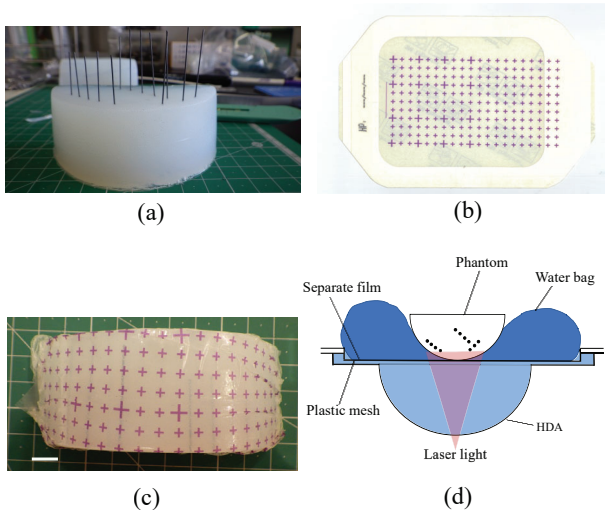 (a)
(b)
Phantom
Separate film
Water bag
Plastic mesh
HDA
Laser light
(c)
(d)